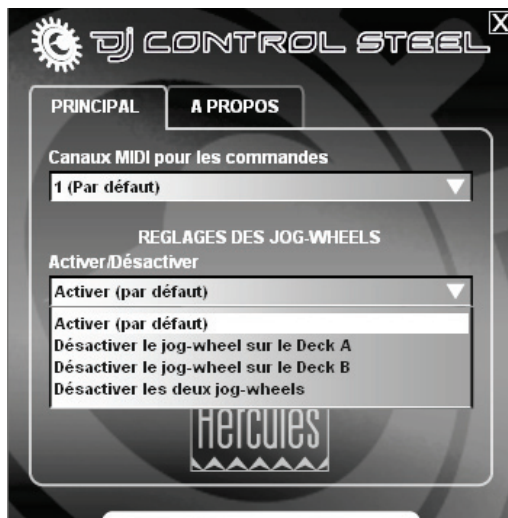 DJ CONTROL STEEL
X
PRINCIPAL
A PROPOS
Canaux MIDI pour les commandes
1 (Par défaut)
REGLAGES DES JOG-WHEELS
Activer/Désactiver
Activer (par défaut)
Activer (par défaut)
Désactiver le jog-wheel sur le Deck A
Désactiver le jog-wheel sur le Deck B
Désactiver les deux jog-wheels
Hercules